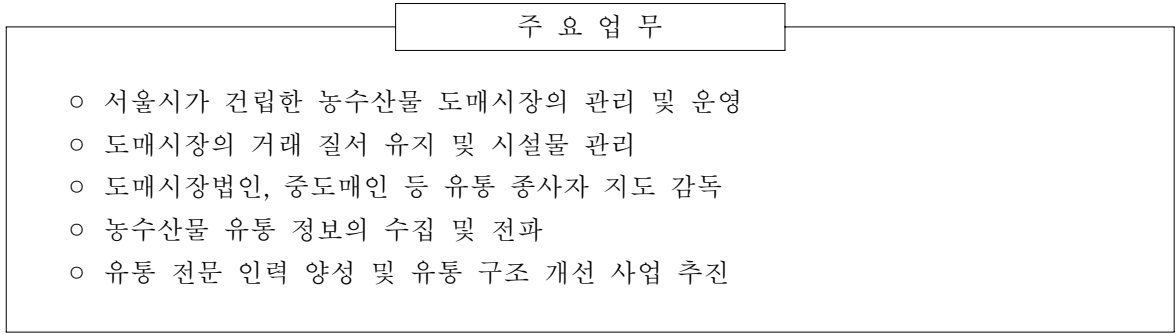 주 요 업 무
○ 서울시가 건립한 농수산물 도매시장의 관리 및 운영
○ 도매시장의 거래 질서 유지 및 시설물 관리
○ 도매시장법인, 중도매인 등 유통 종사자 지도 감독
○ 농수산물 유통 정보의 수집 및 전파
○ 유통 전문 인력 양성 및 유통 구조 개선 사업 추진